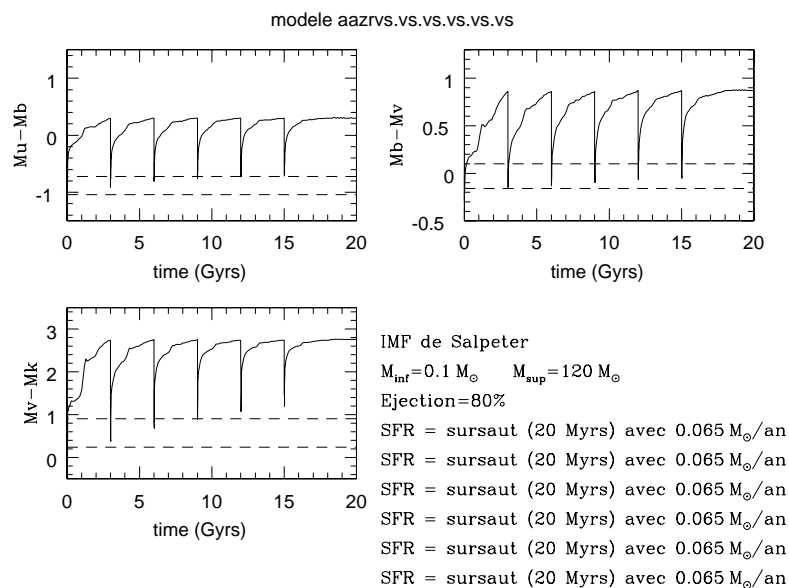 modele aazrvs.vs.vs.vs.vs.vs
Mu-Mb
1
0
-1
0 5 10 15 20
time (Gyrs)
Mb-Mv
1
0.5
0
-0.5
0 5 10 15 20
time (Gyrs)
Mv-Mk
3
2
1
0
0 5 10 15 20
time (Gyrs)
IMF de Salpeter
M_inf=0.1 M⊙ M_sup=120 M⊙
Ejection=80%
SFR = sursaut (20 Myrs) avec 0.065 M⊙/an
SFR = sursaut (20 Myrs) avec 0.065 M⊙/an
SFR = sursaut (20 Myrs) avec 0.065 M⊙/an
SFR = sursaut (20 Myrs) avec 0.065 M⊙/an
SFR = sursaut (20 Myrs) avec 0.065 M⊙/an
SFR = sursaut (20 Myrs) avec 0.065 M⊙/an